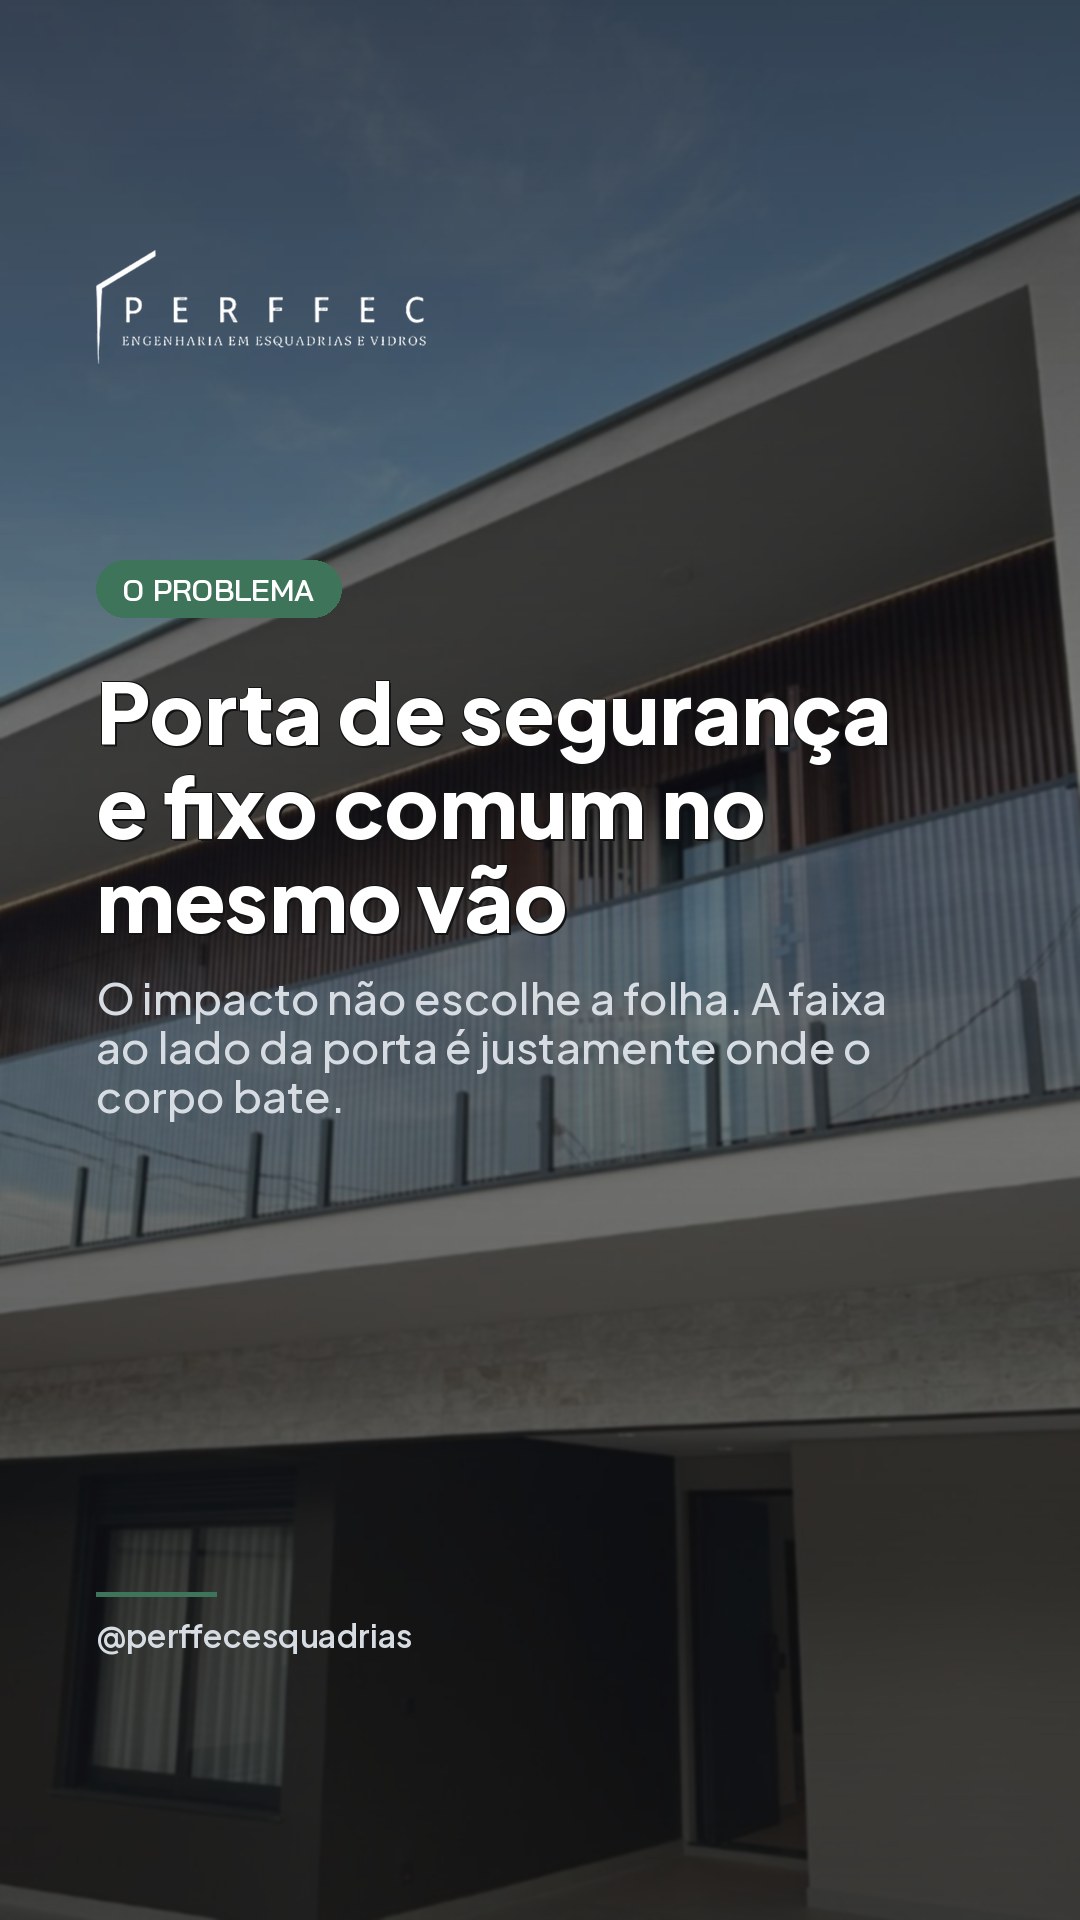 PERFFEC
ENGENHARIA EM ESQUADRIAS E VIDROS
O PROBLEMA
Porta de segurança
e fixo comum no
mesmo vão
O impacto não escolhe a folha. A faixa
ao lado da porta é justamente onde o
corpo bate.
@perffecesquadrias